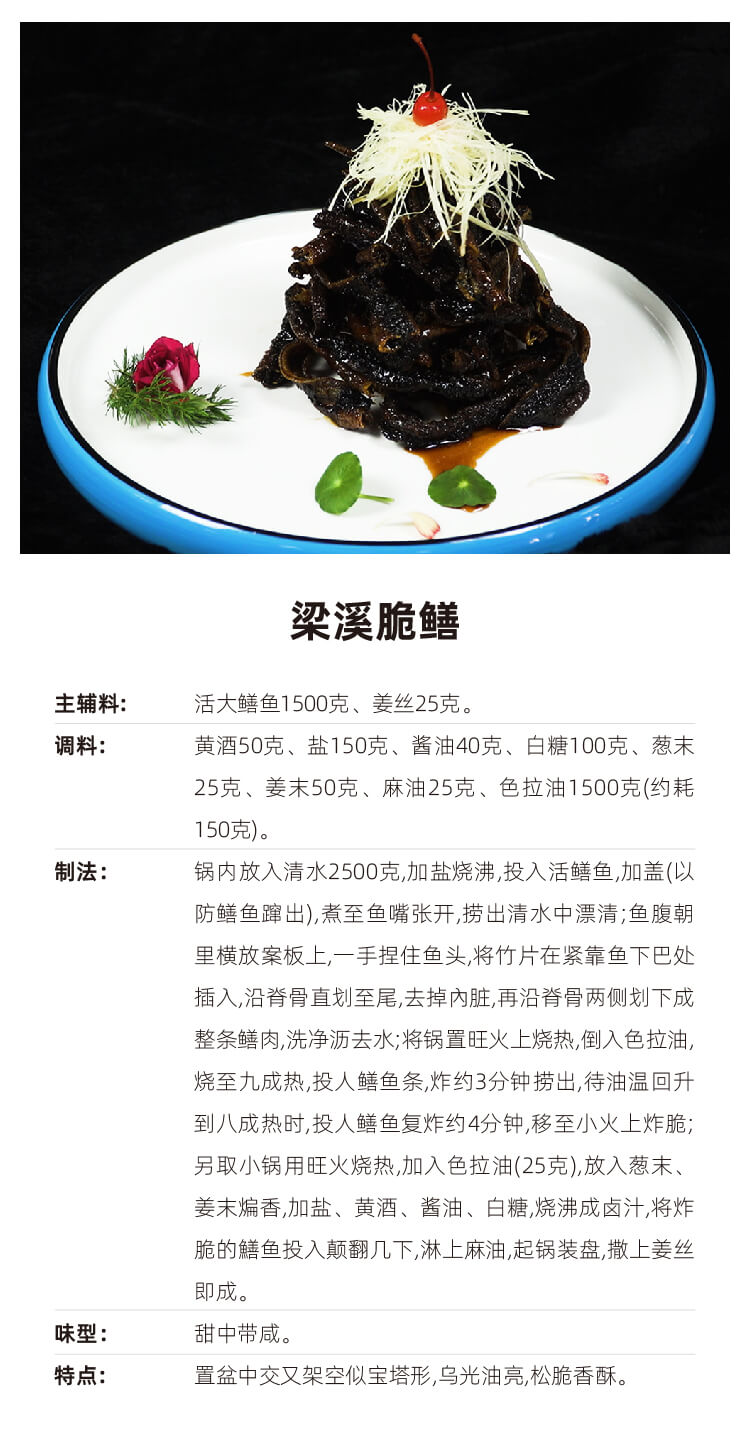 梁溪脆鳝
主辅料: 活大鳝鱼1500克、姜丝25克。
调料: 黄酒50克、盐150克、酱油40克、白糖100克、葱末
25克、姜末50克、麻油25克、色拉油1500克(约耗
150克)。
制法: 锅内放入清水2500克,加盐烧沸,投入活鳝鱼,加盖(以
防鳝鱼蹿出),煮至鱼嘴张开,捞出清水中漂清;鱼腹朝
里横放案板上,一手捏住鱼头,将竹片在紧靠鱼下巴处
插入,沿脊骨直划至尾,去掉內脏,再沿脊骨两侧划下成
整条鳝肉,洗净沥去水;将锅置旺火上烧热,倒入色拉油,
烧至九成热,投人鳝鱼条,炸约3分钟捞出,待油温回升
到八成热时,投人鳝鱼复炸约4分钟,移至小火上炸脆;
另取小锅用旺火烧热,加入色拉油(25克),放入葱末、
姜末煸香,加盐、黄酒、酱油、白糖,烧沸成卤汁,将炸
脆的鱔鱼投入颠翻几下,淋上麻油,起锅装盘,撒上姜丝
即成。
味型: 甜中带咸。
特点: 置盆中交又架空似宝塔形,乌光油亮,松脆香酥。